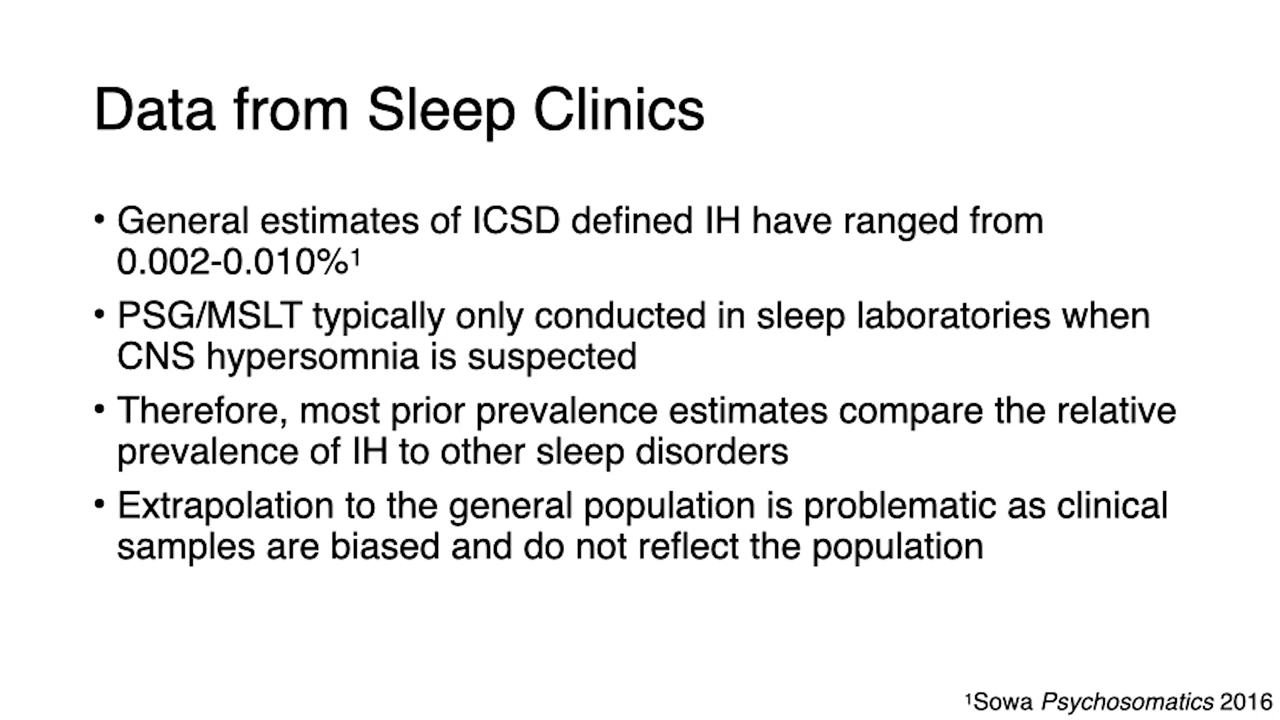 Data from Sleep Clinics
• General estimates of ICSD defined IH have ranged from
0.002-0.010%¹
• PSG/MSLT typically only conducted in sleep laboratories when
CNS hypersomnia is suspected
• Therefore, most prior prevalence estimates compare the relative
prevalence of IH to other sleep disorders
• Extrapolation to the general population is problematic as clinical
samples are biased and do not reflect the population
¹Sowa Psychosomatics 2016